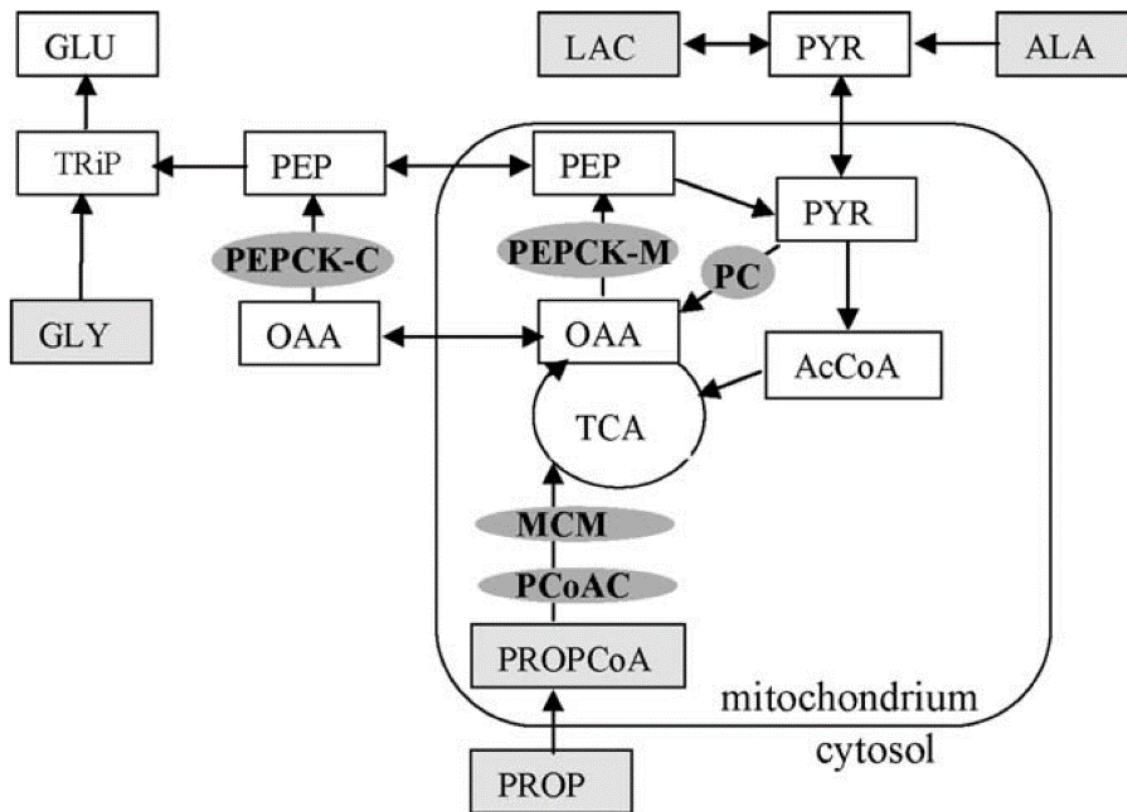 GLU
LAC
PYR
ALA
TRiP
PEP
PEP
PYR
PEPCK-C
PEPCK-M
PC
GLY
OAA
OAA
AcCoA
TCA
MCM
PCoAC
PROPCoA
mitochondrium
cytosol
PROP